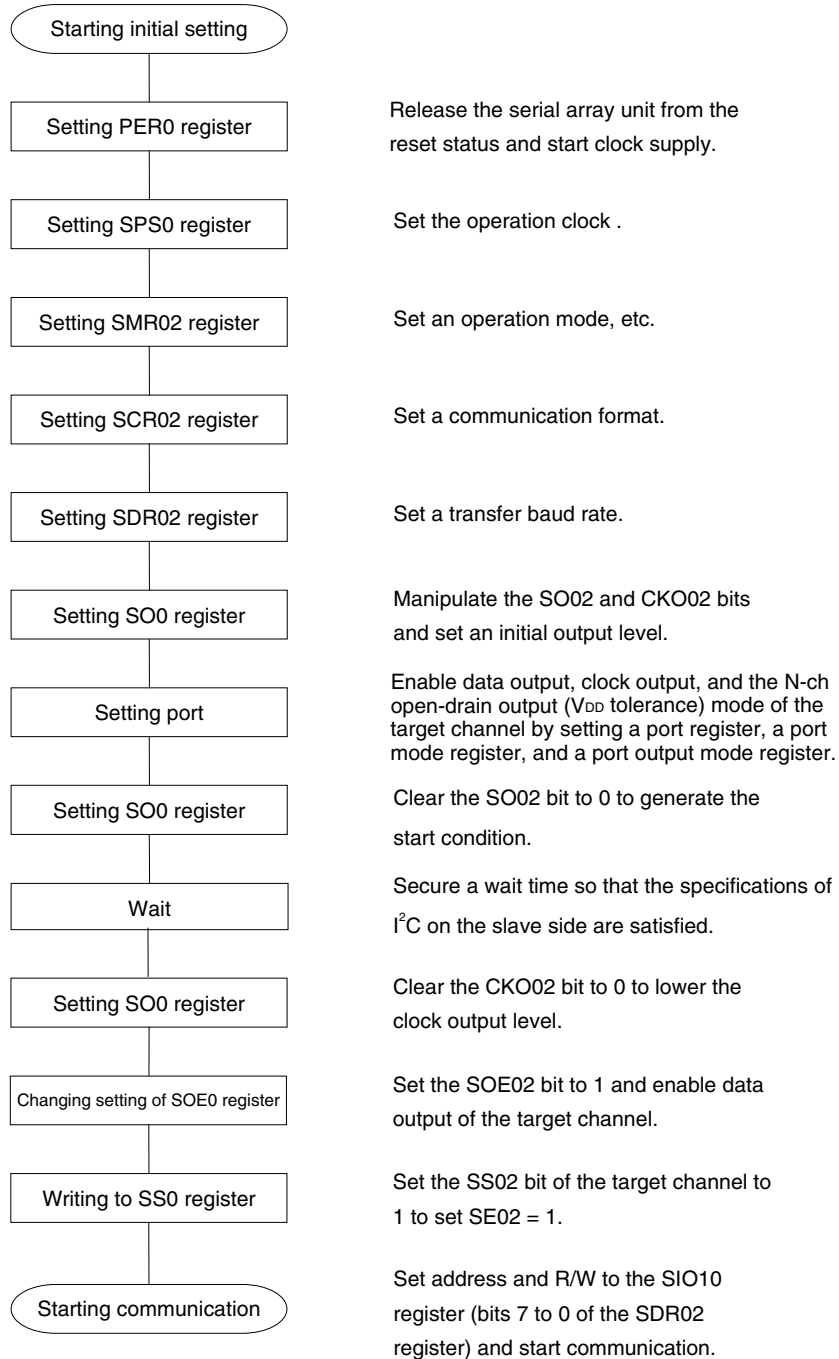 Starting initial setting
Setting PER0 register
Release the serial array unit from the
reset status and start clock supply.
Setting SPS0 register
Set the operation clock .
Setting SMR02 register
Set an operation mode, etc.
Setting SCR02 register
Set a communication format.
Setting SDR02 register
Set a transfer baud rate.
Setting SO0 register
Manipulate the SO02 and CKO02 bits
and set an initial output level.
Setting port
Enable data output, clock output, and the N-ch
open-drain output (VDD tolerance) mode of the
target channel by setting a port register, a port
mode register, and a port output mode register.
Setting SO0 register
Clear the SO02 bit to 0 to generate the
start condition.
Wait
Secure a wait time so that the specifications of
I²C on the slave side are satisfied.
Setting SO0 register
Clear the CKO02 bit to 0 to lower the
clock output level.
Changing setting of SOE0 register
Set the SOE02 bit to 1 and enable data
output of the target channel.
Writing to SS0 register
Set the SS02 bit of the target channel to
1 to set SE02 = 1.
Starting communication
Set address and R/W to the SIO10
register (bits 7 to 0 of the SDR02
register) and start communication.